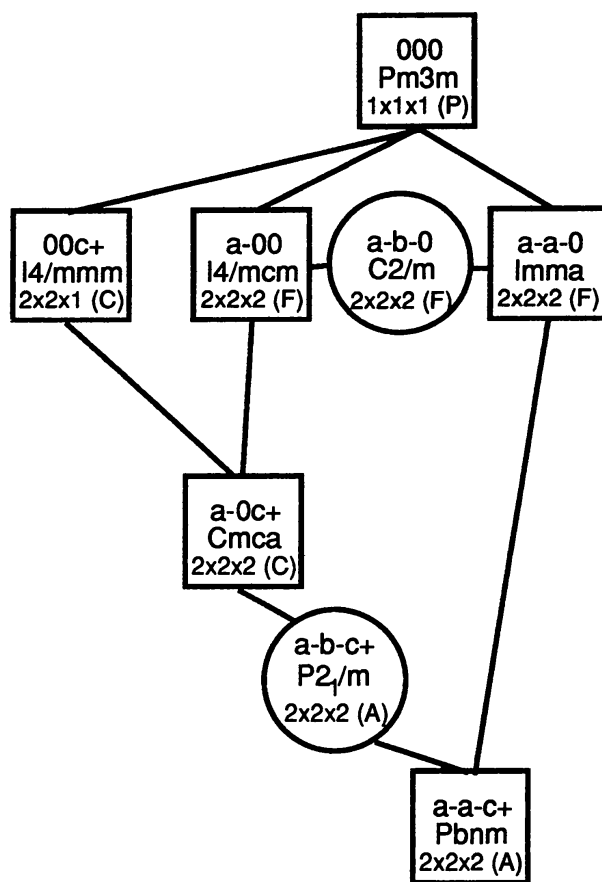 000
Pm3m
1x1x1 (P)
00c+
I4/mmm
2x2x1 (C)
a-00
I4/mcm
2x2x2 (F)
a-b-0
C2/m
2x2x2 (F)
a-a-0
Imma
2x2x2 (F)
a-0c+
Cmca
2x2x2 (C)
a-b-c+
P2₁/m
2x2x2 (A)
a-a-c+
Pbnm
2x2x2 (A)